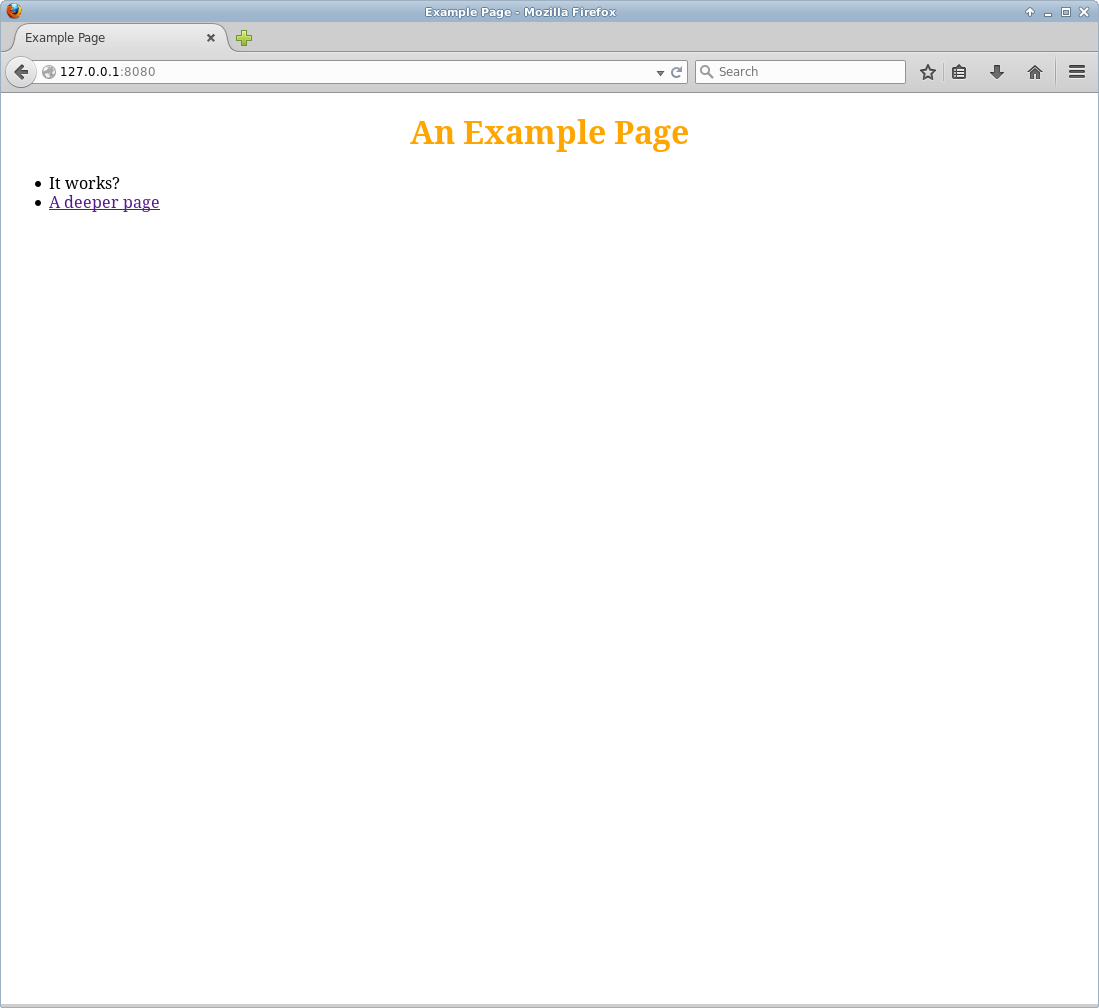 Example Page - Mozilla Firefox
Example Page
127.0.0.1:8080
Search
An Example Page
It works?
A deeper page